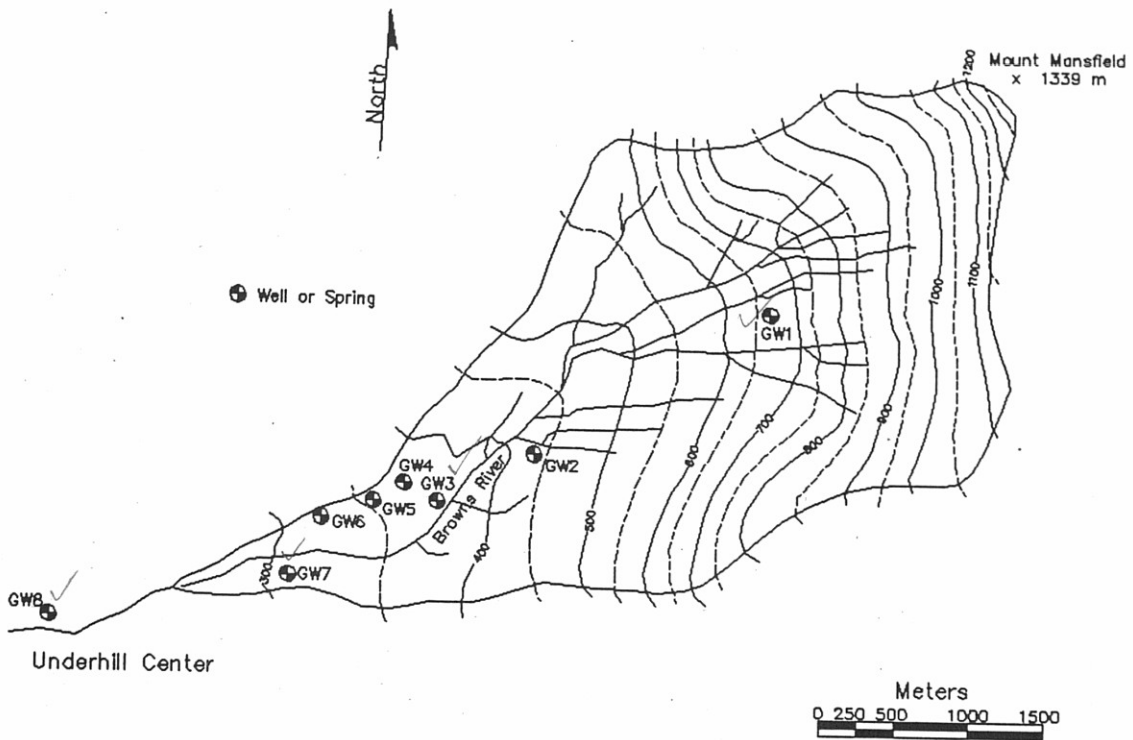 North
1200
Mount Mansfield
x 1339 m
Well or Spring
1000
1100
GW1
700
900
600
800
GW4
GW3
GW2
GW5
GW6
Browns River
500
400
300
GW7
GW8
Underhill Center
Meters
0 250 500 1000 1500